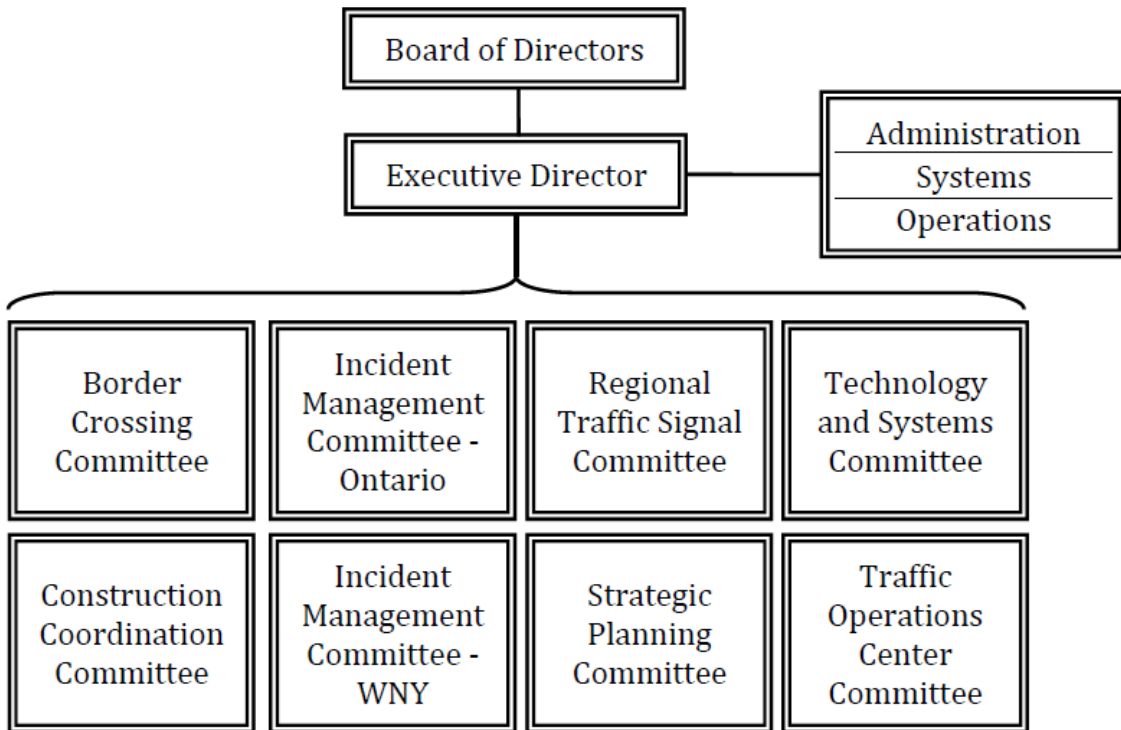 Board of Directors
Executive Director
Administration
Systems
Operations
Border
Crossing
Committee
Incident
Management
Committee -
Ontario
Regional
Traffic Signal
Committee
Technology
and Systems
Committee
Construction
Coordination
Committee
Incident
Management
Committee -
WNY
Strategic
Planning
Committee
Traffic
Operations
Center
Committee